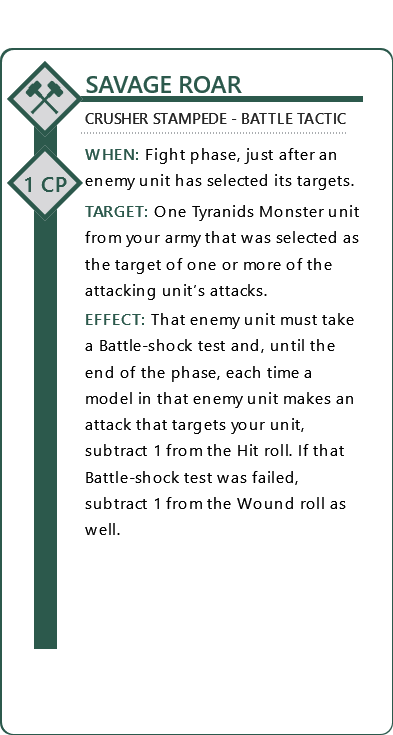 SAVAGE ROAR
CRUSHER STAMPEDE - BATTLE TACTIC
1 CP
WHEN: Fight phase, just after an
enemy unit has selected its targets.
TARGET: One Tyranids Monster unit
from your army that was selected as
the target of one or more of the
attacking unit's attacks.
EFFECT: That enemy unit must take
a Battle-shock test and, until the
end of the phase, each time a
model in that enemy unit makes an
attack that targets your unit,
subtract 1 from the Hit roll. If that
Battle-shock test was failed,
subtract 1 from the Wound roll as
well.